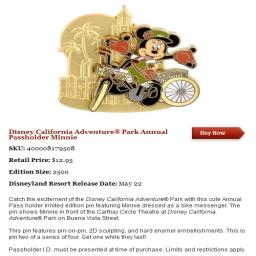 Disney California Adventure® Park Annual
Passholder Minnie
Buy Now
SKU: 400008179508
Retail Price: $12.95
Edition Size: 2500
Disneyland Resort Release Date: May 22
Catch the excitement of the Disney California Adventure® Park with this cute Annual
Pass holder limited edition pin featuring Minnie dressed as a bike messenger. The
pin shows Minnie in front of the Carthay Circle Theatre at Disney California
Adventure® Park on Buena Vista Street.
This pin features pin-on-pin, 2D sculpting, and hard enamel embellishments. This is
pin two of a series of four. Get one while they last!
Passholder I.D. must be presented at time of purchase. Limits and restrictions apply.